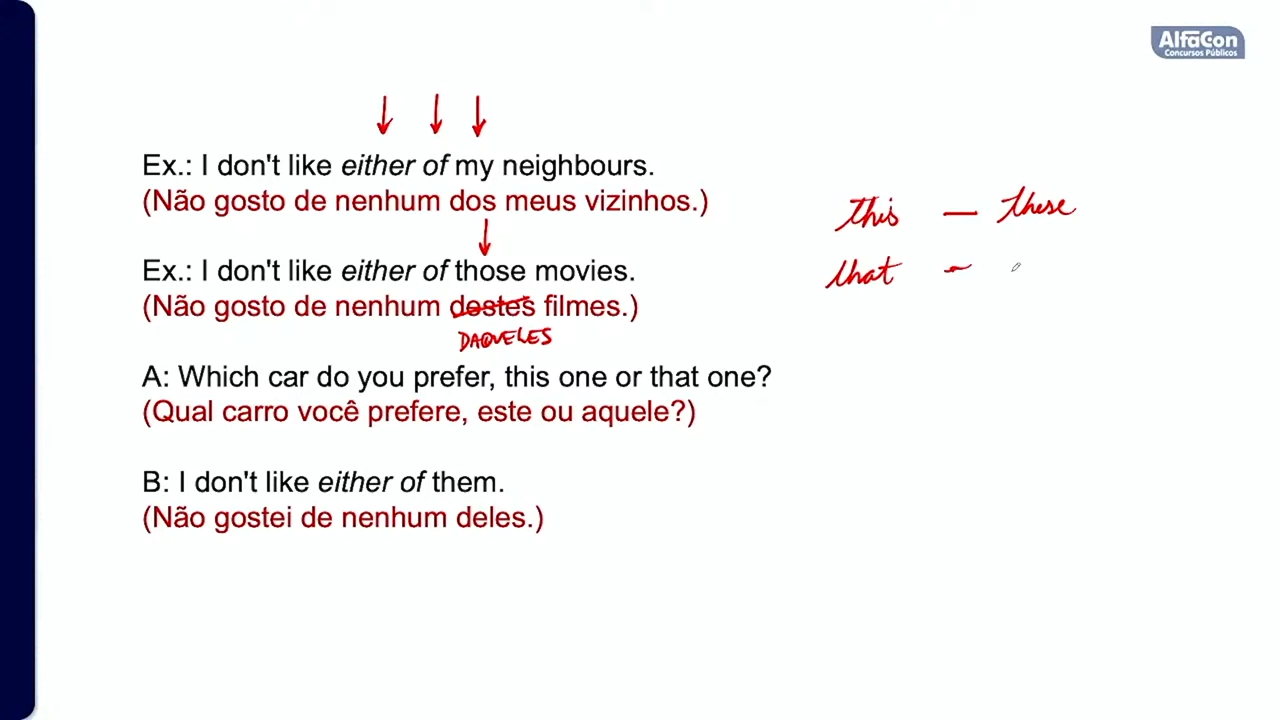 AlfaCon
Concursos Públicos
Ex.: I don't like either of my neighbours.
(Não gosto de nenhum dos meus vizinhos.)
this — these
Ex.: I don't like either of those movies.
that -
(Não gosto de nenhum destes filmes.)
DAQUELES
A: Which car do you prefer, this one or that one?
(Qual carro você prefere, este ou aquele?)
B: I don't like either of them.
(Não gostei de nenhum deles.)